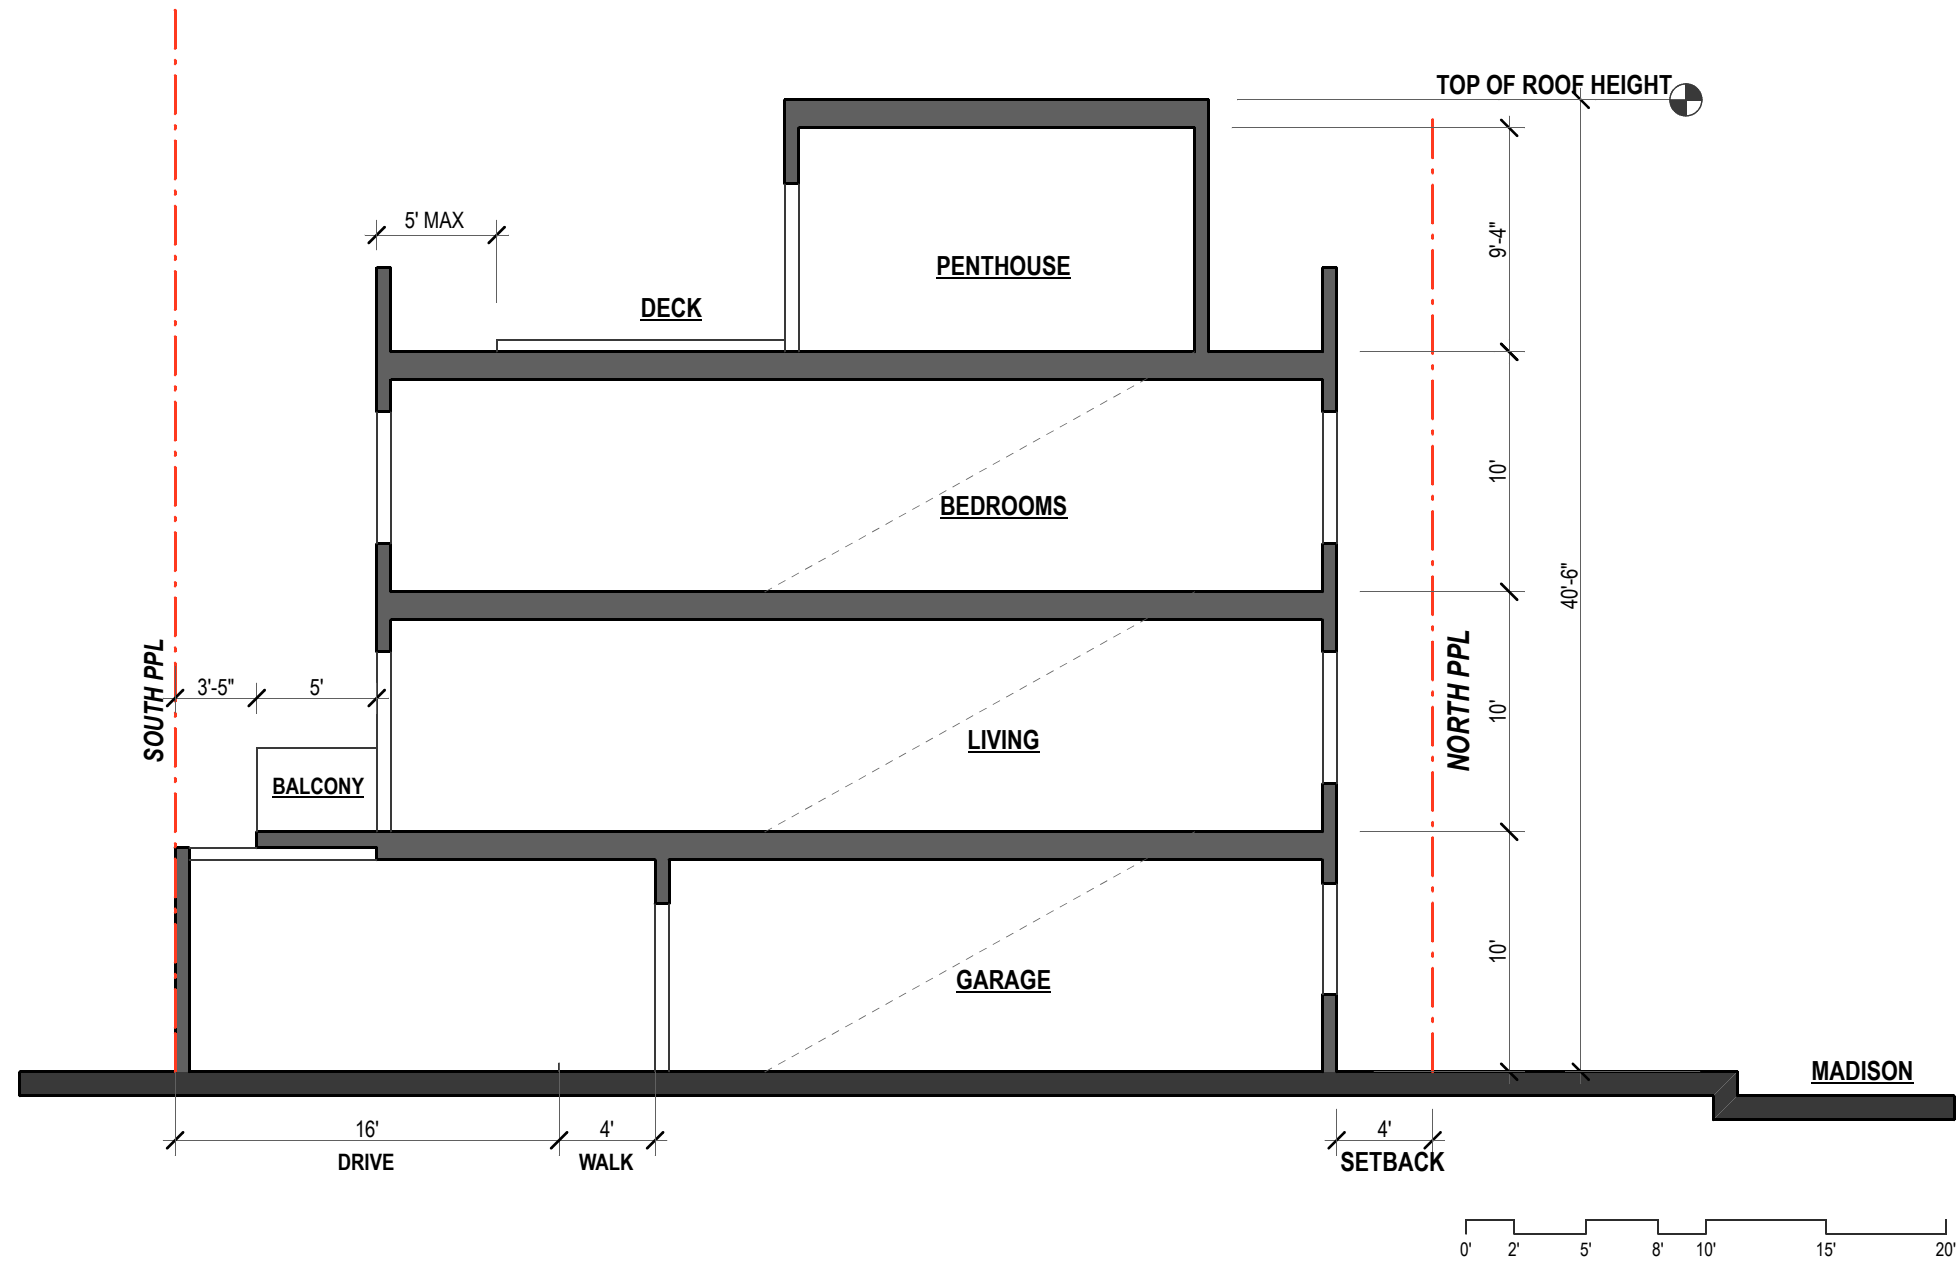 TOP OF ROOF HEIGHT
5' MAX
9'-4"
PENTHOUSE
DECK
10'
BEDROOMS
40'-6"
SOUTH PPL
3'-5"
5'
NORTH PPL
10'
LIVING
BALCONY
10'
GARAGE
MADISON
16'
4'
4'
DRIVE
WALK
SETBACK
0' 2' 5' 8' 10' 15' 20'